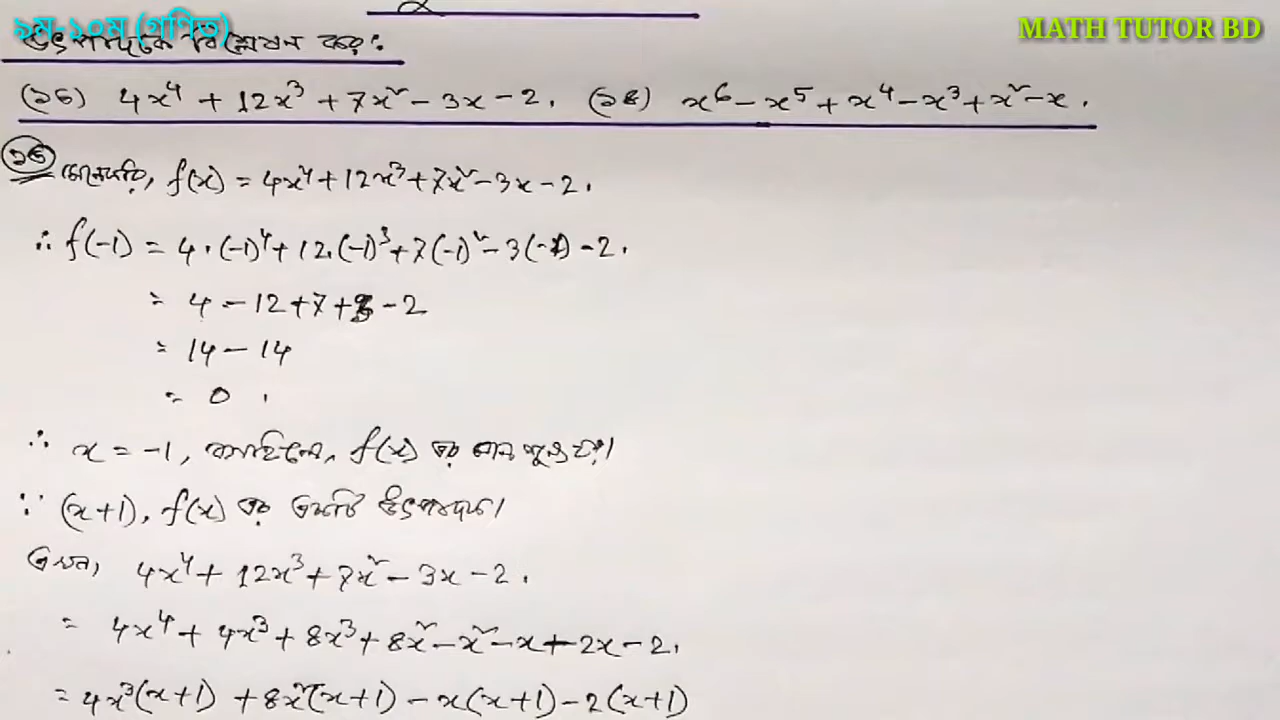 ৯ম-১০ম (গণিত)
MATH TUTOR BD
উৎপাদকে বিশ্লেষণ কর:
(২৩) 4x⁴ + 12x³ + 7x² - 3x - 2. (২৪) x⁶ - x⁵ + x⁴ - x³ + x² - x.
২৩ মনেকরি, f(x) = 4x⁴ + 12x³ + 7x² - 3x - 2.
∴ f(-1) = 4.(-1)⁴ + 12.(-1)³ + 7(-1)² - 3(-1) - 2.
= 4 - 12 + 7 + 3 - 2
= 14 - 14
= 0.
∴ x = -1, বসাইলে, f(x) এর মান শূন্য হয়।
∵ (x+1), f(x) এর একটি উৎপাদক।
এখন, 4x⁴ + 12x³ + 7x² - 3x - 2.
= 4x⁴ + 4x³ + 8x³ + 8x² - x² - x - 2x - 2.
= 4x³(x+1) + 8x²(x+1) - x(x+1) - 2(x+1)